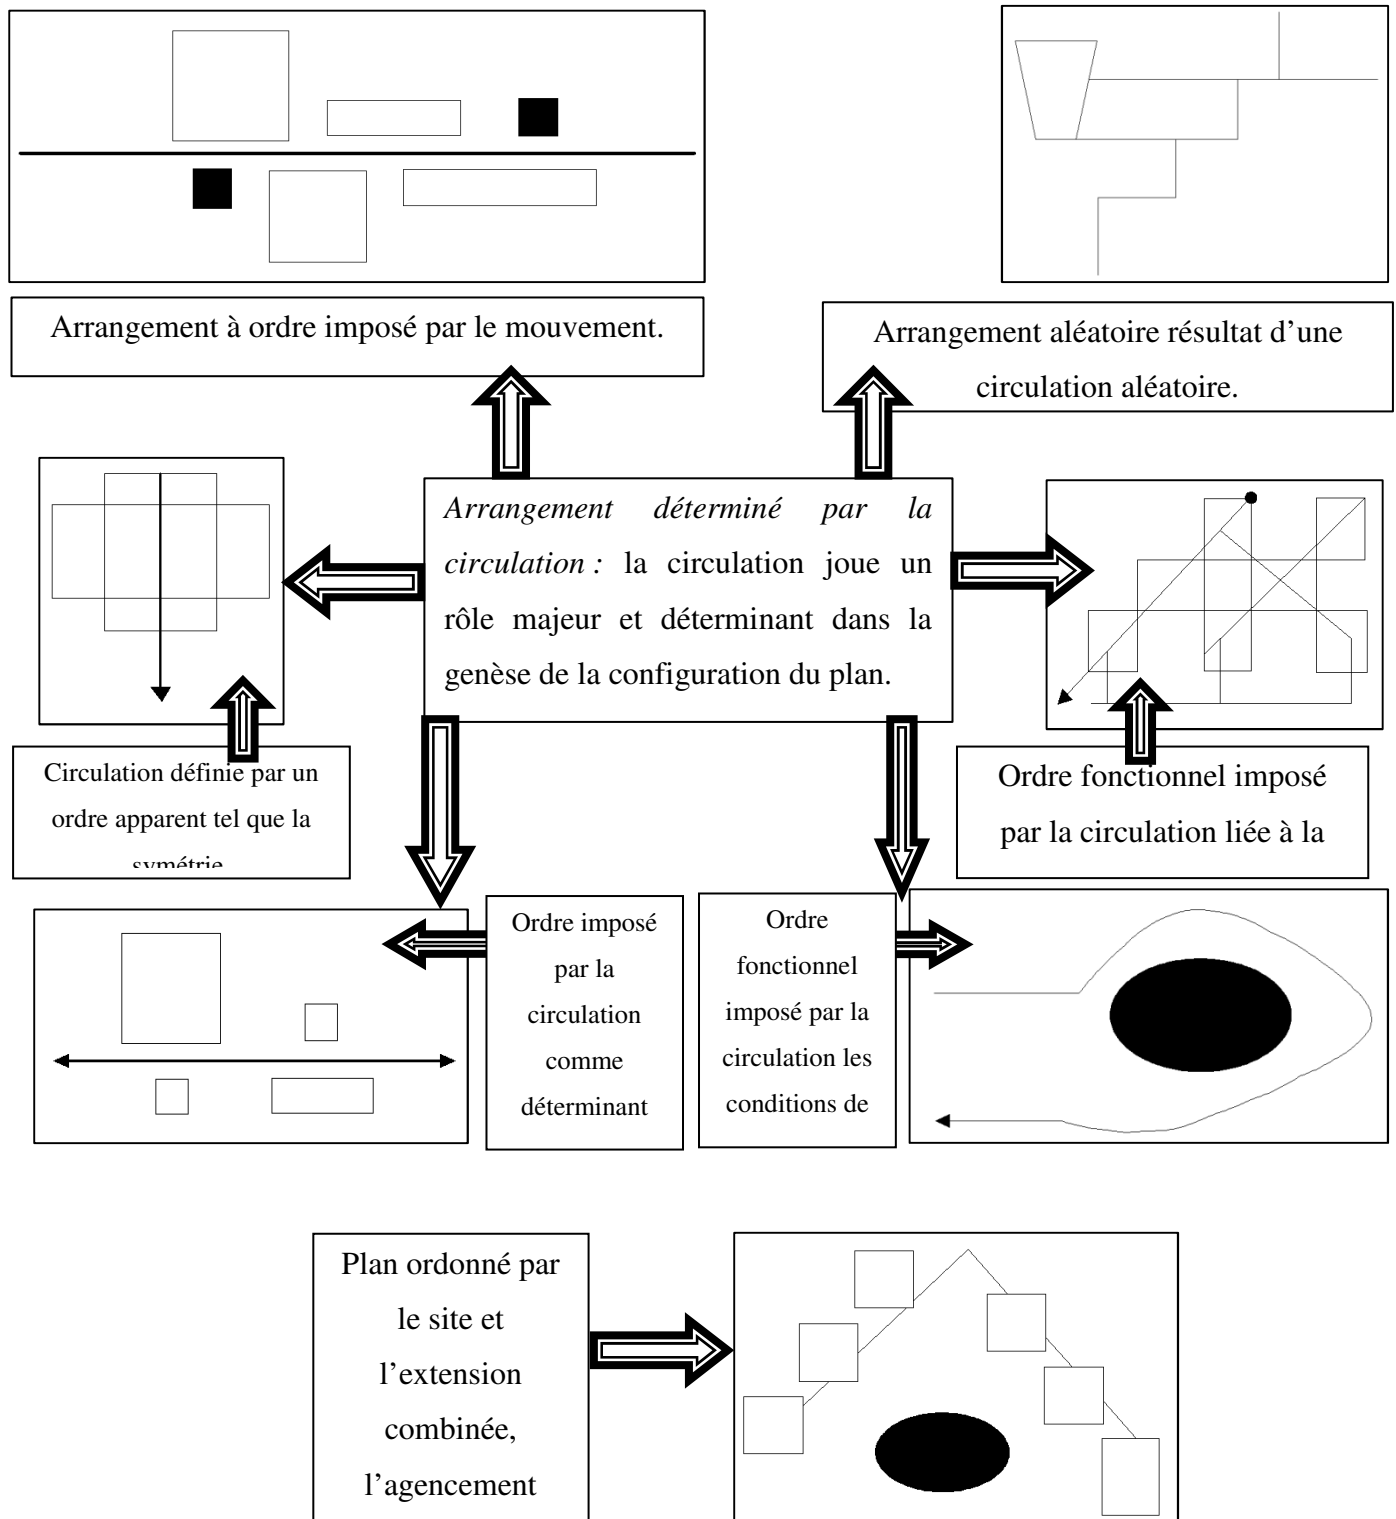 Arrangement à ordre imposé par le mouvement.
Arrangement aléatoire résultat d’une
circulation aléatoire.
Arrangement déterminé par la
circulation : la circulation joue un
rôle majeur et déterminant dans la
genèse de la configuration du plan.
Circulation définie par un
ordre apparent tel que la
symétrie
Ordre fonctionnel imposé
par la circulation liée à la
Ordre imposé
par la
circulation
comme
déterminant
Ordre
fonctionnel
imposé par la
circulation les
conditions de
Plan ordonné par
le site et
l’extension
combinée,
l’agencement